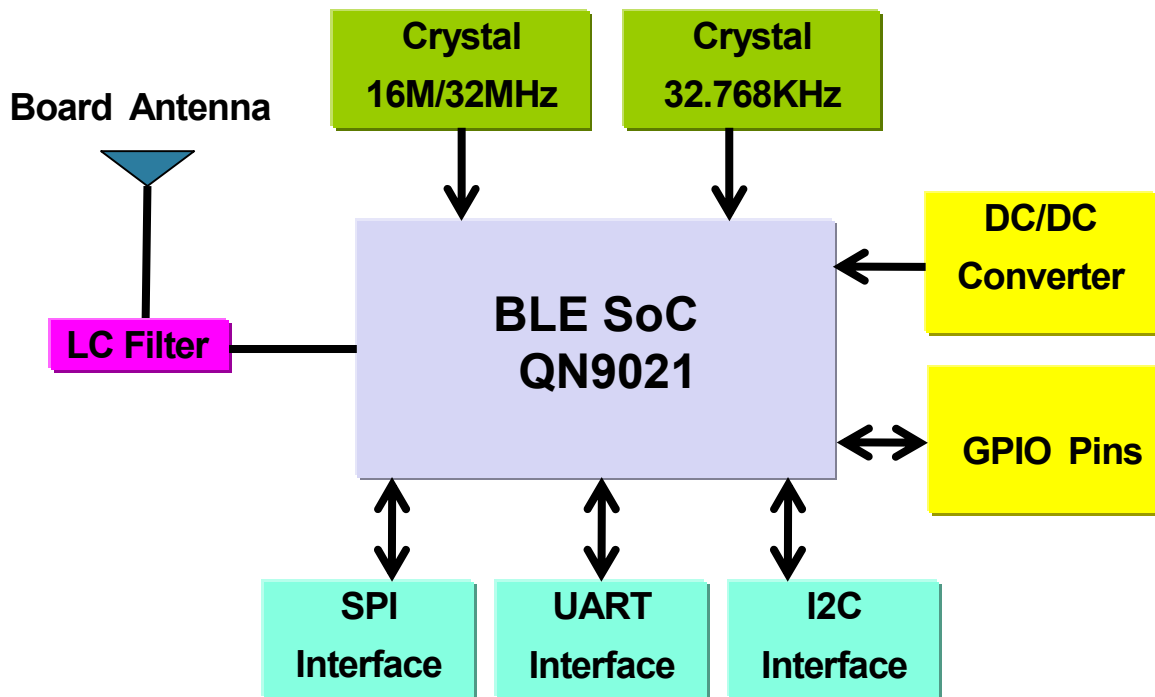 Crystal
16M/32MHz
Crystal
32.768KHz
Board Antenna
DC/DC
Converter
LC Filter
BLE SoC
QN9021
GPIO Pins
SPI
Interface
UART
Interface
I2C
Interface